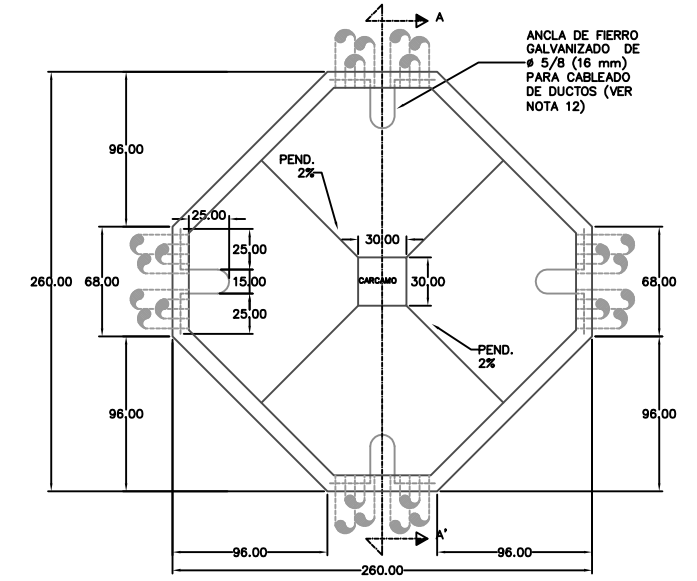 A
ANCLA DE FIERRO
GALVANIZADO DE
ø 5/8 (16 mm)
PARA CABLEADO
DE DUCTOS (VER
NOTA 12)
96.00
PEND.
2%
25.00
30.00
25.00
260.00
68.00
15.00
CARCAMO
30.00
68.00
25.00
PEND.
2%
96.00
96.00
A'
96.00
96.00
260.00